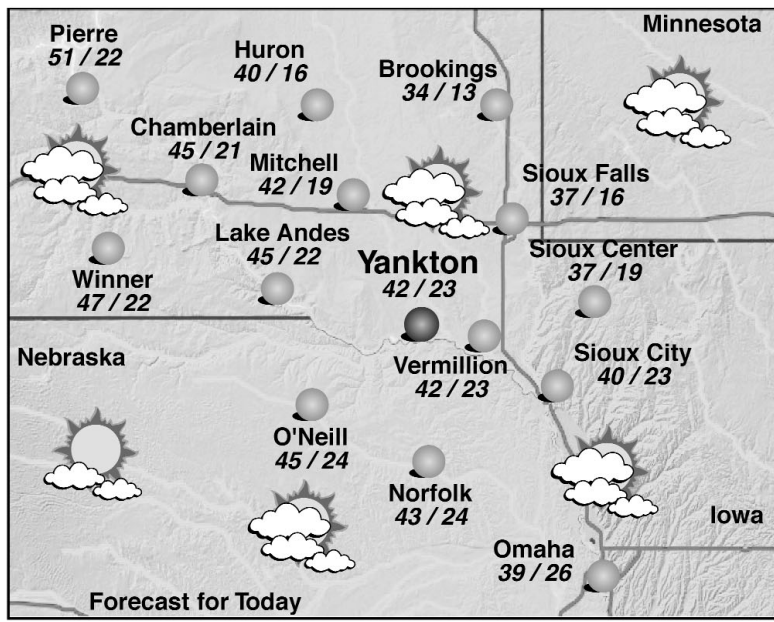 Pierre
51 / 22
Huron
40 / 16
Brookings
34 / 13
Minnesota
Chamberlain
45 / 21
Mitchell
42 / 19
Sioux Falls
37 / 16
Winner
47 / 22
Lake Andes
45 / 22
Yankton
42 / 23
Sioux Center
37 / 19
Nebraska
Vermillion
42 / 23
Sioux City
40 / 23
O'Neill
45 / 24
Norfolk
43 / 24
Iowa
Omaha
39 / 26
Forecast for Today